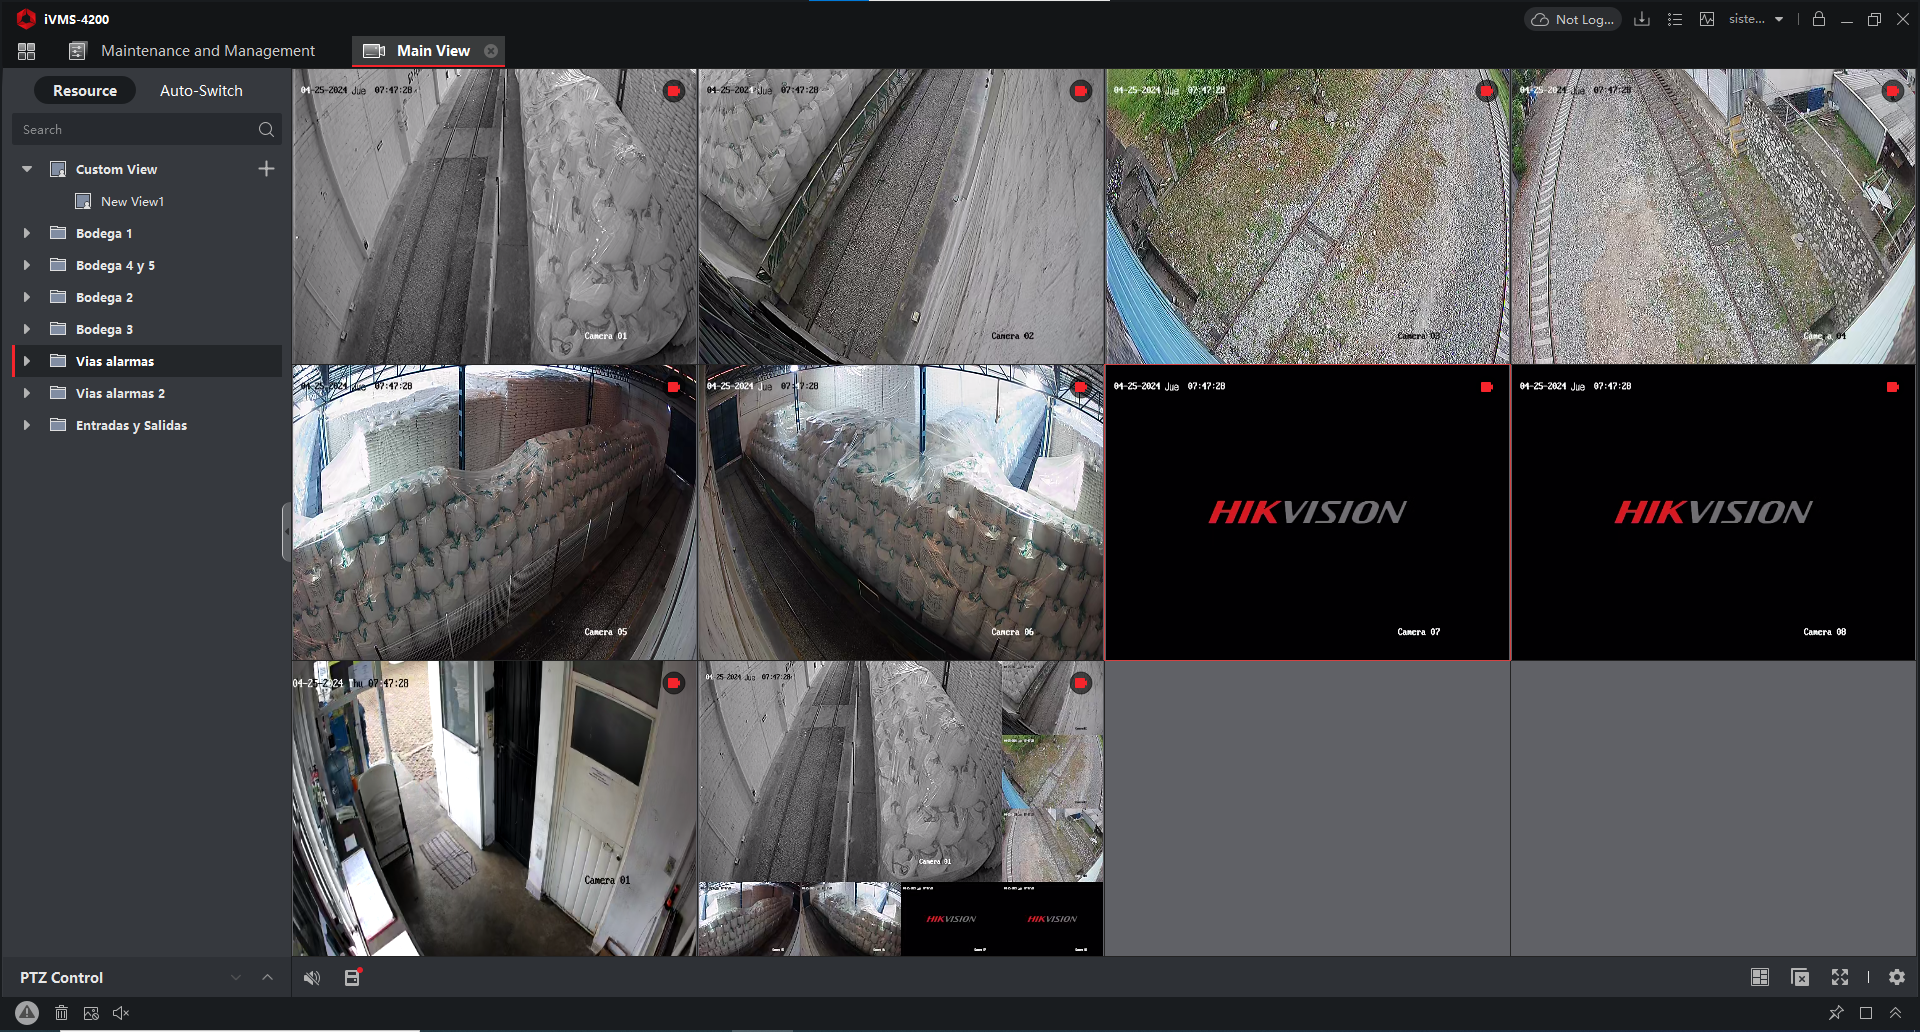 iVMS-4200
Not Log...
siste...
Maintenance and Management
Main View
Resource
Auto-Switch
Search
Custom View
New View1
Bodega 1
Bodega 4 y 5
Bodega 2
Bodega 3
Vias alarmas
Vias alarmas 2
Entradas y Salidas
PTZ Control
04-25-2024 Jue 07:47:28
Camera 01
04-25-2024 Jue 07:47:28
Camera 02
04-25-2024 Jue 07:47:28
Camera 03
04-25-2024 Jue 07:47:28
Camera 04
04-25-2024 Jue 07:47:28
Camera 05
04-25-2024 Jue 07:47:28
Camera 06
04-25-2024 Jue 07:47:28
HIKVISION
Camera 07
04-25-2024 Jue 07:47:28
HIKVISION
Camera 08
04-25-2024 Thu 07:47:28
Camera 01
04-25-2024 Jue 07:47:28
Camera 01
HIKVISION
HIKVISION